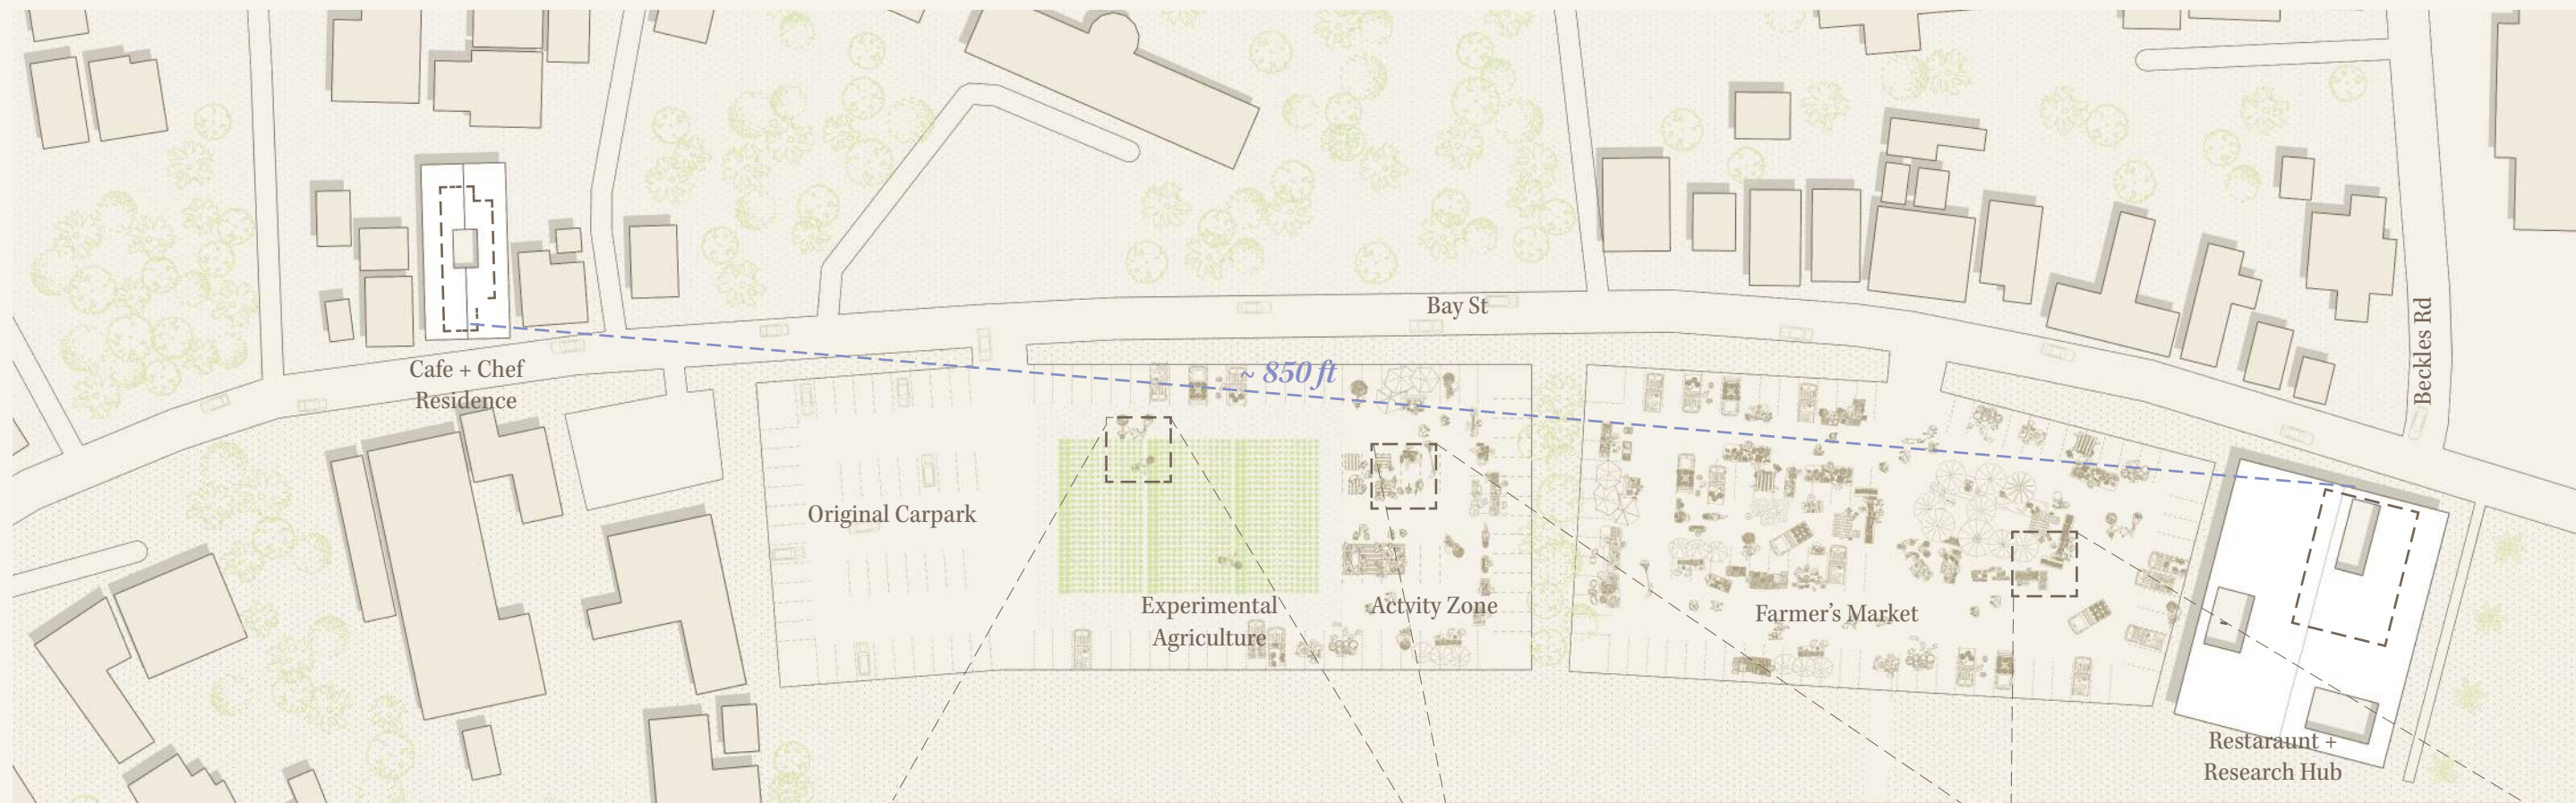 Bay St
Beckles Rd
Cafe + Chef
Residence
~ 850 ft
Original Carpark
Experimental
Agriculture
Actvity Zone
Farmer’s Market
Restaraunt +
Research Hub